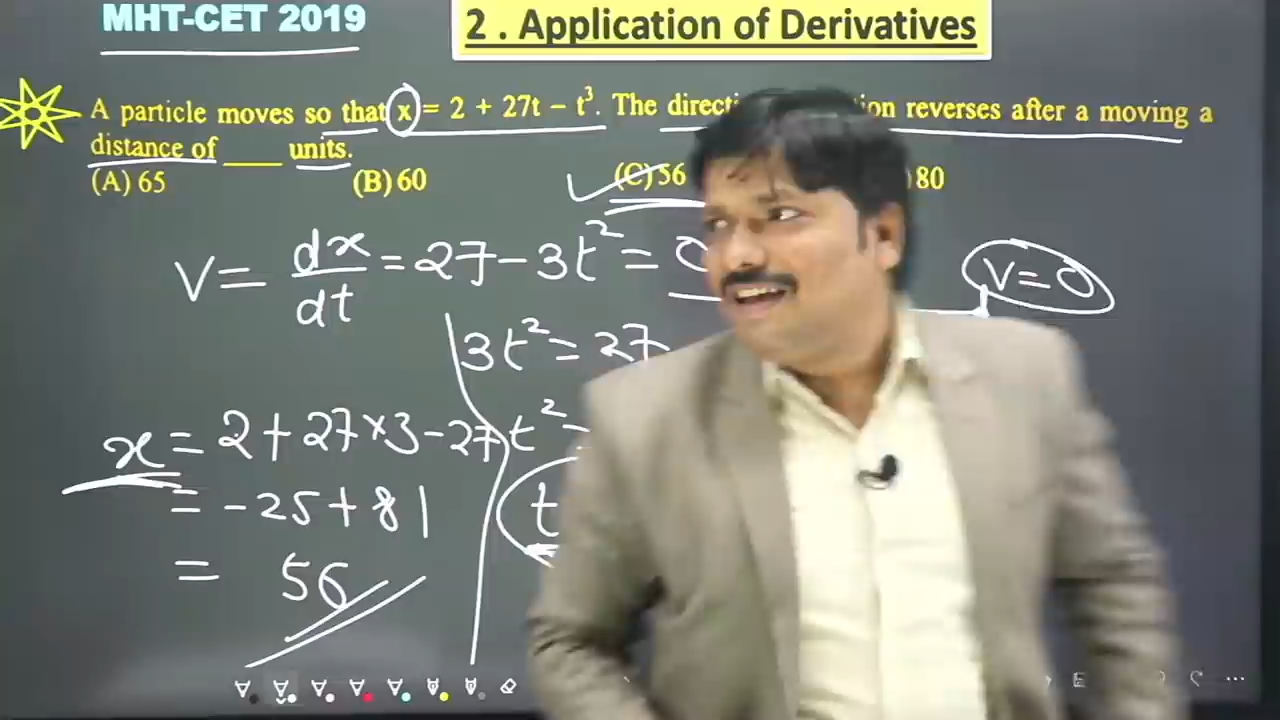 MHT-CET 2019
2 . Application of Derivatives
A particle moves so that x = 2 + 27t − t³. The reverses after a moving a
distance of ____ units.
(A) 65 (B) 60 (C) 56 80
V = dx/dt = 27 − 3t² = 0
V = 0
3t² = 27
x = 2 + 27×3 − 27
t² =
= −25 + 81
t
= 56